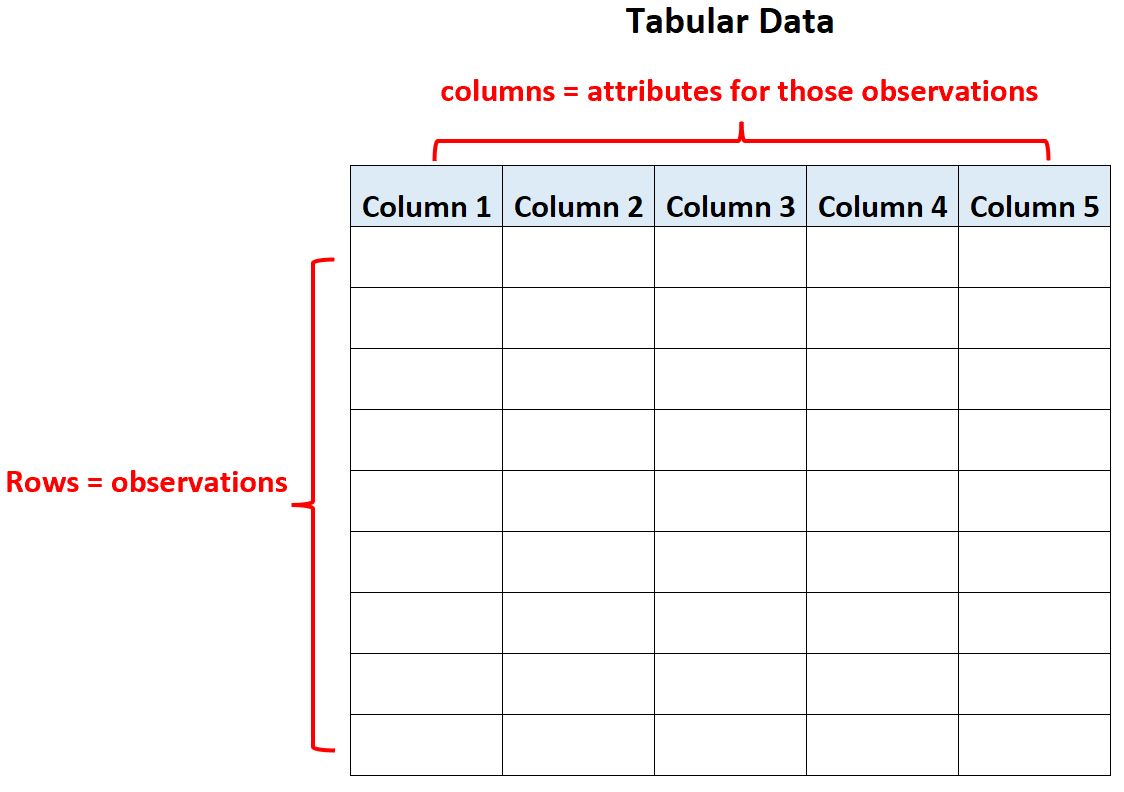 Tabular Data
columns = attributes for those observations
Column 1 Column 2 Column 3 Column 4 Column 5
Rows = observations